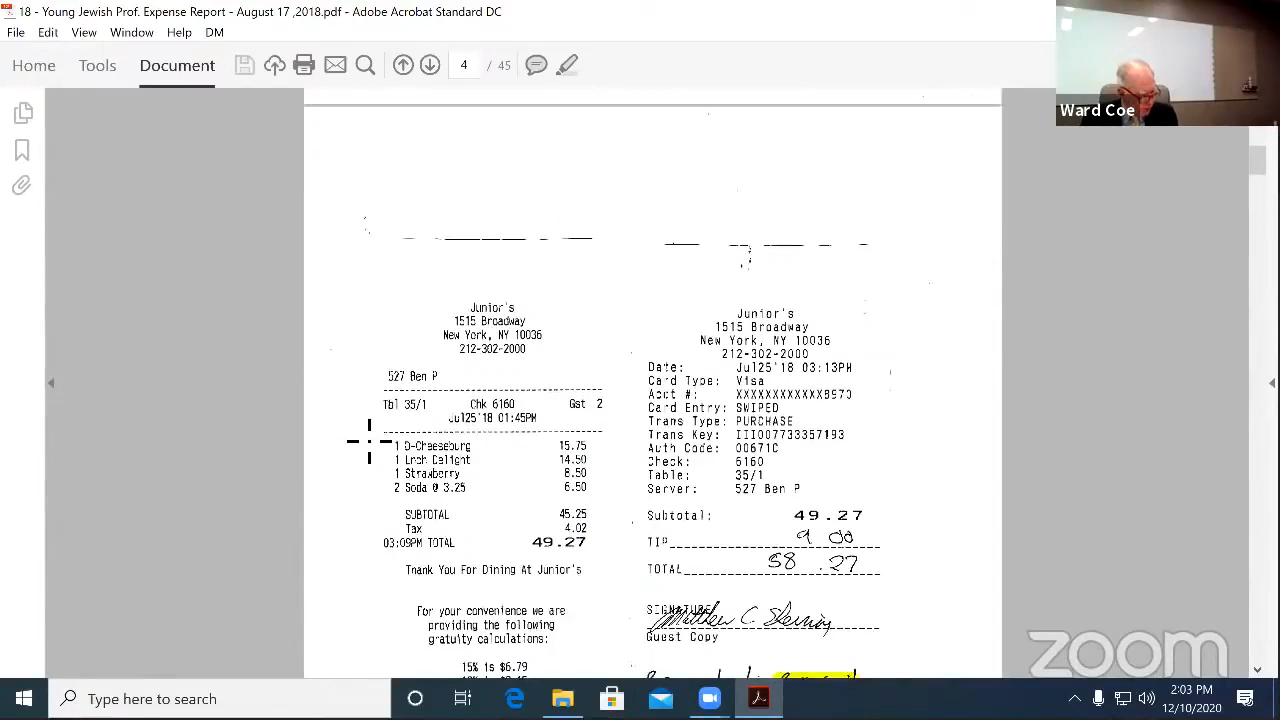 18 - Young Jewish Prof. Expense Report - August 17 ,2018.pdf - Adobe Acrobat Standard DC
File Edit View Window Help DM
Home Tools Document 4 / 45
Ward Coe
Junior's
1515 Broadway
New York, NY 10036
212-302-2000
527 Ben P
Tbl 35/1 Chk 6160 Gst 2
Jul25'18 01:45PM
1 D-Cheeseburg 15.75
1 Lnch Delight 14.50
1 Strawberry 8.50
2 Soda @ 3.25 6.50
SUBTOTAL 45.25
Tax 4.02
03:09PM TOTAL 49.27
Thank You For Dining At Junior's
For your convenience we are
providing the following
gratuity calculations:
15% is $6.79
Junior's
1515 Broadway
New York, NY 10036
212-302-2000
Date: Jul25'18 03:13PM
Card Type: Visa
Acct #: XXXXXXXXXXXX8970
Card Entry: SWIPED
Trans Type: PURCHASE
Trans Key: III007733357193
Auth Code: 00671C
Check: 6160
Table: 35/1
Server: 527 Ben P
Subtotal: 49.27
TIP 9 00
TOTAL 58.27
SIGNATURE
Guest Copy
zoom
Type here to search
2:03 PM
12/10/2020